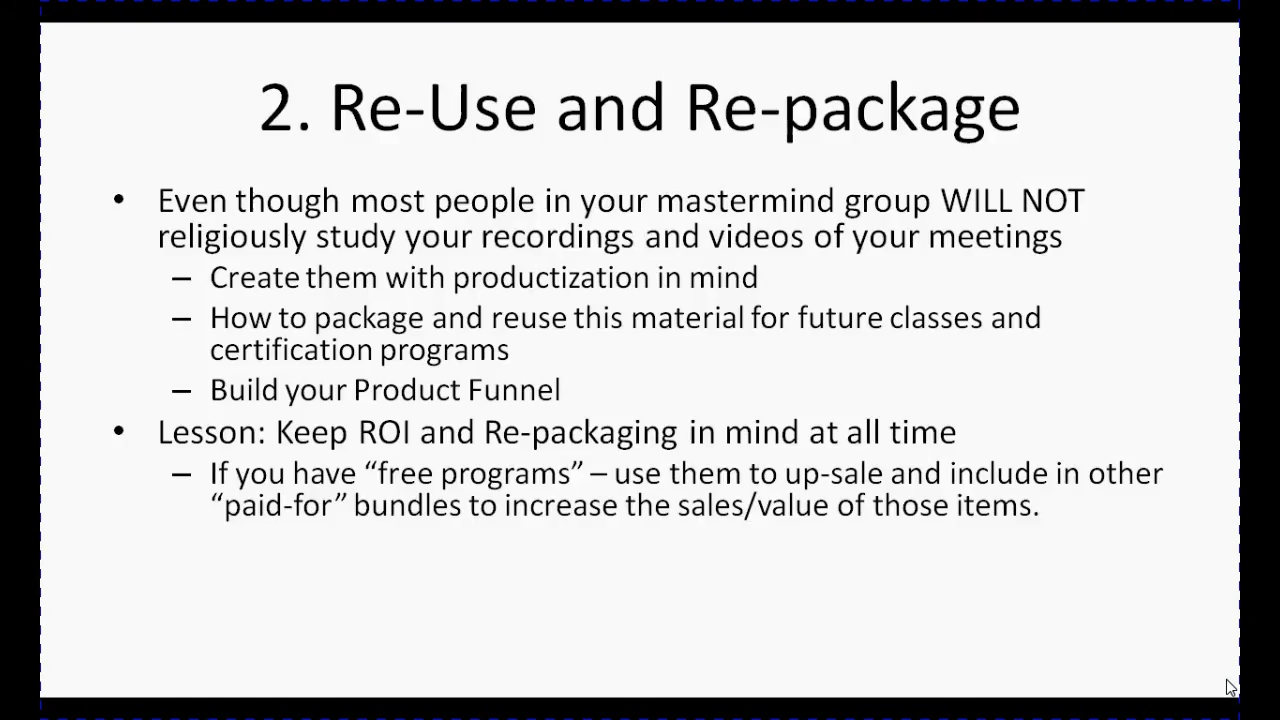 2. Re-Use and Re-package
• Even though most people in your mastermind group WILL NOT
religiously study your recordings and videos of your meetings
– Create them with productization in mind
– How to package and reuse this material for future classes and
certification programs
– Build your Product Funnel
• Lesson: Keep ROI and Re-packaging in mind at all time
– If you have “free programs” – use them to up-sale and include in other
“paid-for” bundles to increase the sales/value of those items.